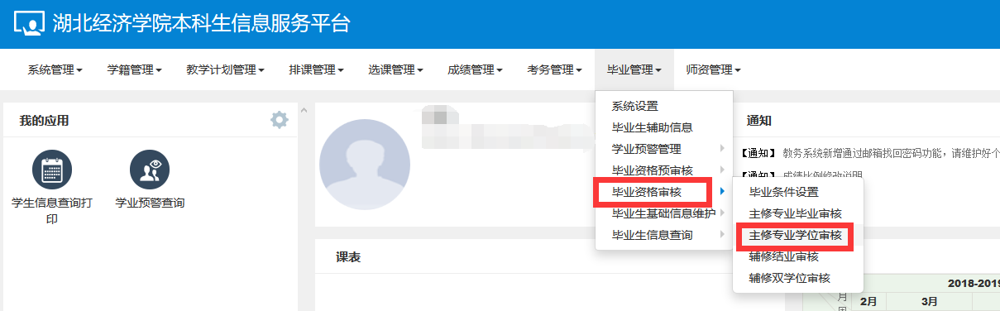 湖北经济学院本科生信息服务平台
系统管理 学籍管理 教学计划管理 排课管理 选课管理 成绩管理 考务管理 毕业管理 师资管理
我的应用
学生信息查询打
印
学业预警查询
系统设置
毕业生辅助信息
学业预警管理
毕业资格预审核
毕业资格审核
毕业生基础信息维护
毕业生信息查询
毕业条件设置
主修专业毕业审核
主修专业学位审核
辅修结业审核
辅修双学位审核
通知
【通知】 教务系统新增通过邮箱找回密码功能，请维护好个
【通知】 成绩比例修改说明
课表
2018-2019
月
周
2月 3月